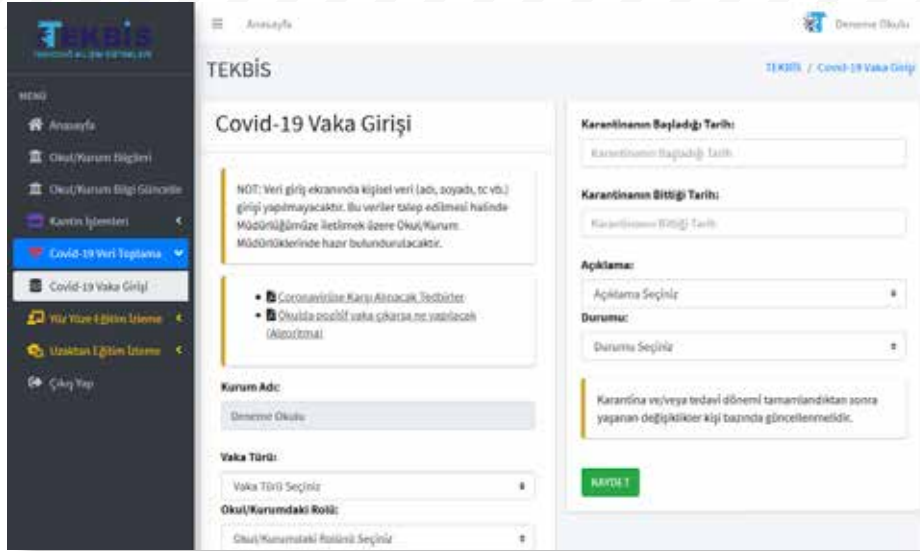 TEKBİS
MENÜ
Anasayfa
Okul/Kurum Bilgileri
Okul/Kurum Bilgi Güncelle
Kantin İşlemleri
Covid-19 Veri Toplama
Covid-19 Vaka Girişi
Yüz Yüze Eğitim İzleme
Uzaktan Eğitim İzleme
Çıkış Yap
Anasayfa
Deneme Okulu
TEKBİS
TEKBİS / Covid-19 Vaka Girişi
Covid-19 Vaka Girişi
NOT: Veri giriş ekranında kişisel veri (adı, soyadı, tc vb.)
girişi yapılmayacaktır. Bu veriler talep edilmesi halinde
Müdürlüğümüze iletilmek üzere Okul/Kurum
Müdürlüklerinde hazır bulundurulacaktır.
Coronavirüse Karşı Alınacak Tedbirler
Okulda pozitif vaka çıkarsa ne yapılacak
(Algoritma)
Kurum Adı:
Deneme Okulu
Vaka Türü:
Vaka Türü Seçiniz
Okul/Kurumdaki Rolü:
Okul/Kurumdaki Rolünü Seçiniz
Karantinanın Başladığı Tarih:
Karantinanın Başladığı Tarih
Karantinanın Bittiği Tarih:
Karantinanın Bittiği Tarih
Açıklama:
Açıklama Seçiniz
Durumu:
Durumu Seçiniz
Karantina ve/veya tedavi dönemi tamamlandıktan sonra
yaşanan değişiklikler kişi bazında güncellenmelidir.
KAYDET